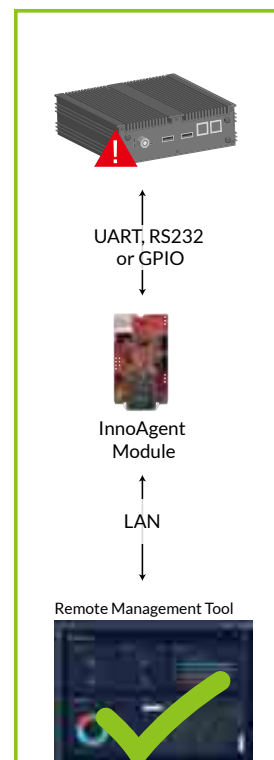 !
UART, RS232
or GPIO
InnoAgent
Module
LAN
Remote Management Tool